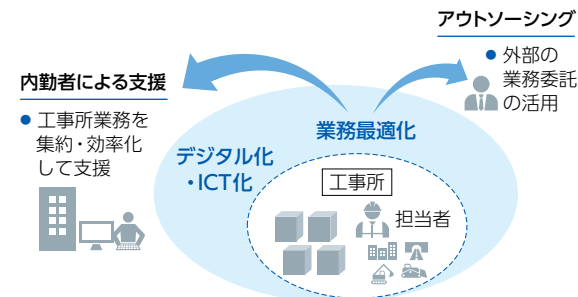 アウトソーシング
● 外部の
業務委託
の活用
内勤者による支援
● 工事所業務を
集約・効率化
して支援
業務最適化
デジタル化
・ICT化
工事所
担当者